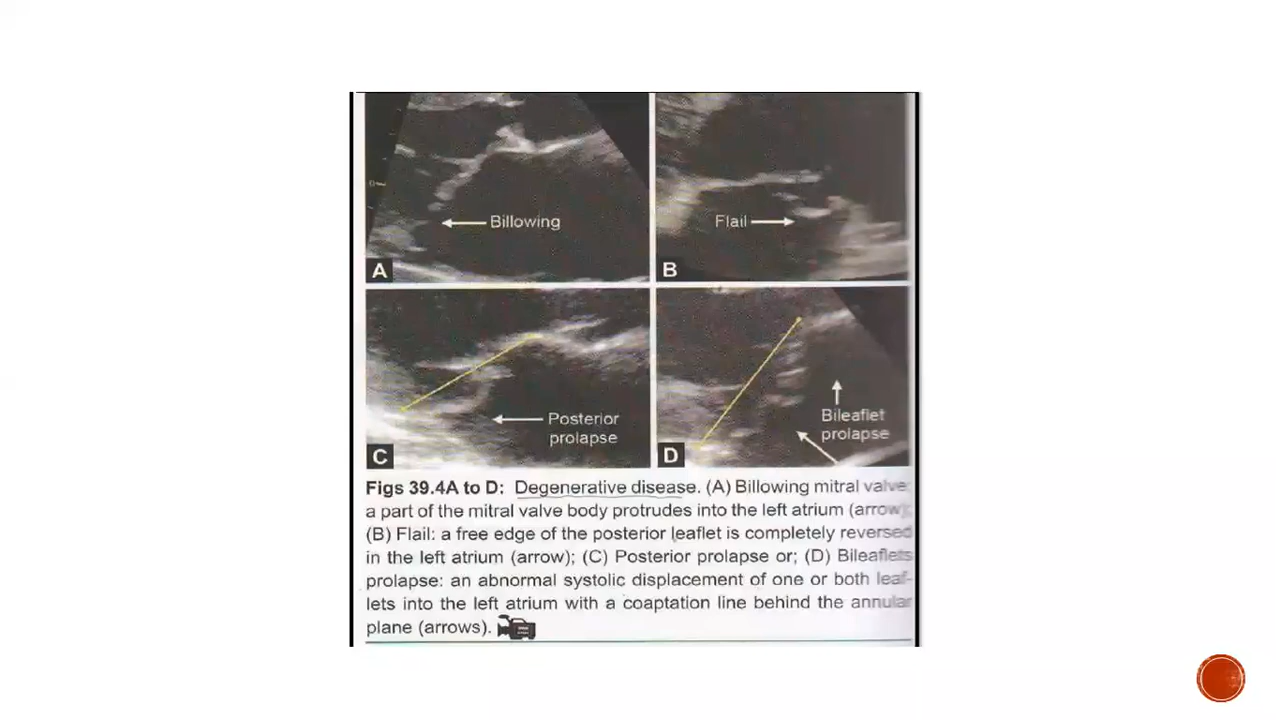 Billowing
A
Flail
B
Posterior
prolapse
C
Bileaflet
prolapse
D
Figs 39.4A to D: Degenerative disease. (A) Billowing mitral valve:
a part of the mitral valve body protrudes into the left atrium (arrow);
(B) Flail: a free edge of the posterior leaflet is completely reversed
in the left atrium (arrow); (C) Posterior prolapse or; (D) Bileaflets
prolapse: an abnormal systolic displacement of one or both leaf-
lets into the left atrium with a coaptation line behind the annular
plane (arrows).